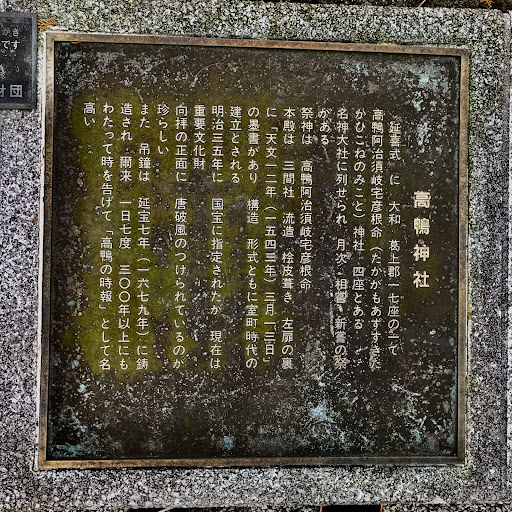 高鴨神社
「延喜式」に 大和 葛上郡一七座の一で
高鴨阿治須岐宅彦根命（たかがもあずすきた
かひこねのみこと）神社 四座とある
名神大社に列せられ 月次・相嘗・新嘗の祭
がある
祭神は 高鴨阿治須岐宅彦根命
本殿は 三間社 流造 桧皮葺き 左扉の裏
に「天文一二年（一五四三年）三月一三日」
の墨書があり 構造 形式ともに室町時代の
建立とされる
明治三五年に 国宝に指定されたが 現在は
重要文化財
向拝の正面に 唐破風のつけられているのが
珍らしい
また 吊鐘は 延宝七年（一六七九年）に鋳
造され 爾来 一日七度 三〇〇年以上にも
わたって時を告げて「高鴨の時報」として名
高い
かき
です
財団